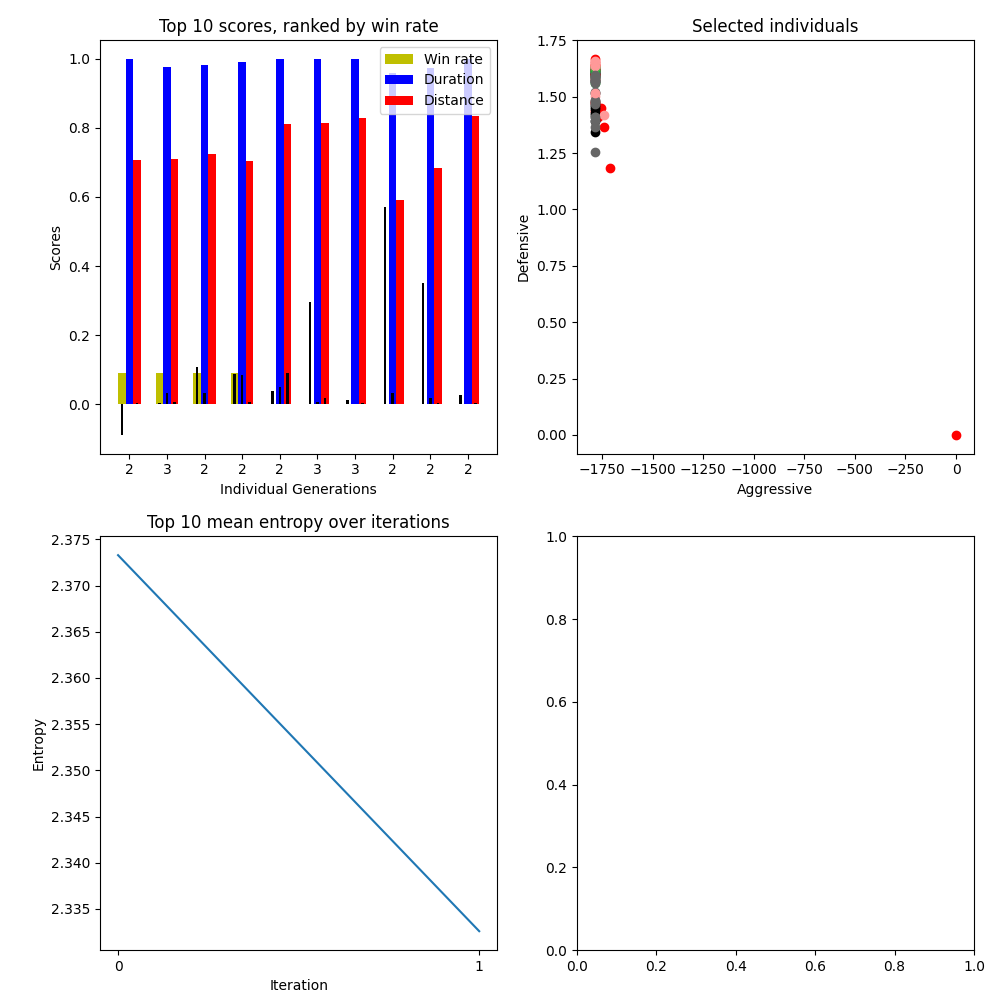 Top 10 scores, ranked by win rate
Win rate
Duration
Distance
1.0
0.8
0.6
0.4
0.2
0.0
Scores
2 3 2 2 2 3 3 2 2 2
Individual Generations
Selected individuals
1.75
1.50
1.25
1.00
0.75
0.50
0.25
0.00
Defensive
−1750 −1500 −1250 −1000 −750 −500 −250 0
Aggressive
Top 10 mean entropy over iterations
2.375
2.370
2.365
2.360
2.355
2.350
2.345
2.340
2.335
Entropy
0 1
Iteration
1.0
0.8
0.6
0.4
0.2
0.0
0.0 0.2 0.4 0.6 0.8 1.0